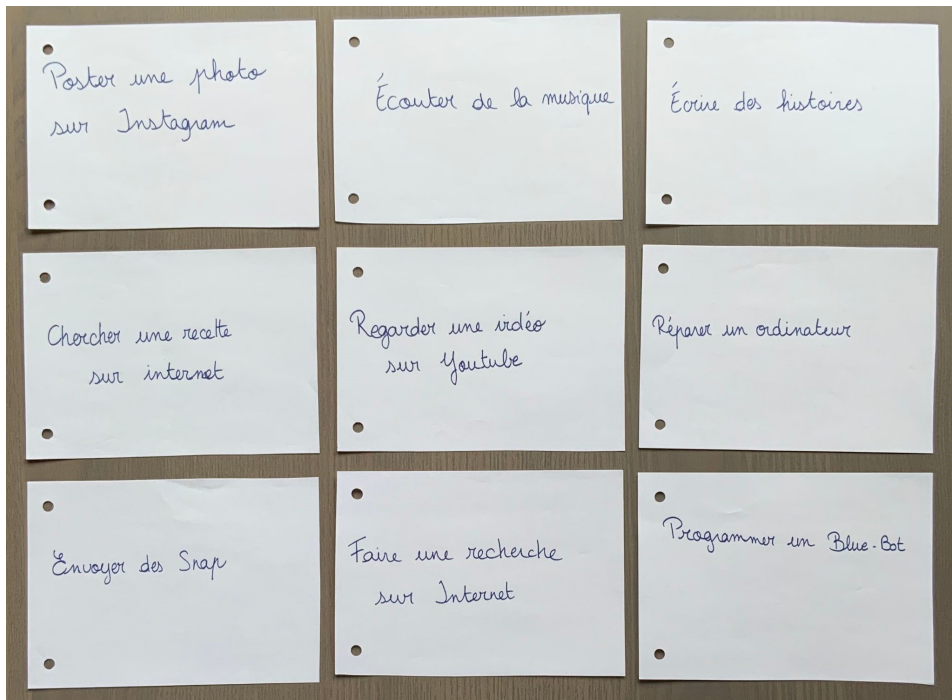 Poster une photo
sur Instagram
Écouter de la musique
Écrire des histoires
Chercher une recette
sur internet
Regarder une vidéo
sur Youtube
Réparer un ordinateur
Envoyer des Snap
Faire une recherche
sur Internet
Programmer un Blue-Bot